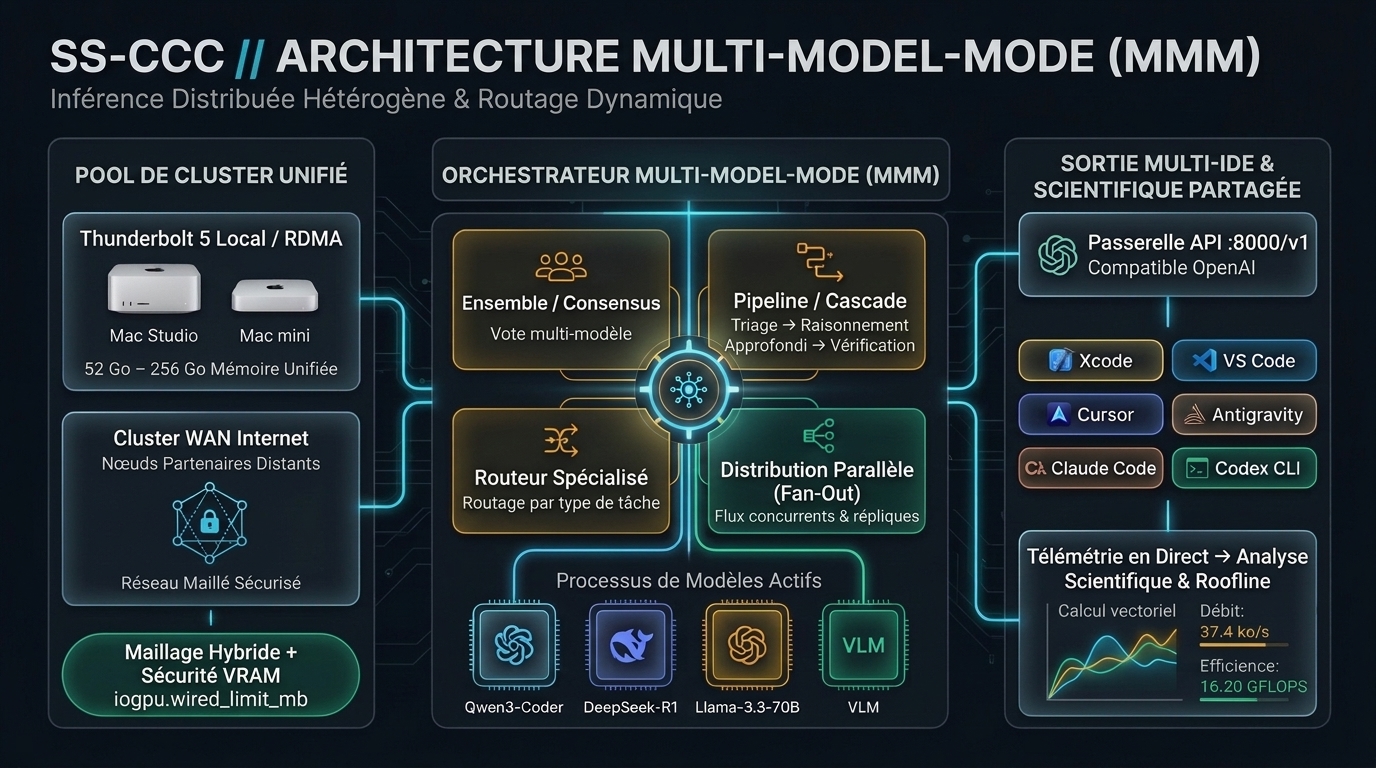 SS-CCC // ARCHITECTURE MULTI-MODEL-MODE (MMM)
Inférence Distribuée Hétérogène & Routage Dynamique
POOL DE CLUSTER UNIFIÉ
Thunderbolt 5 Local / RDMA
Mac Studio
Mac mini
52 Go – 256 Go Mémoire Unifiée
Cluster WAN Internet
Nœuds Partenaires Distants
Réseau Maillé Sécurisé
Maillage Hybride +
Sécurité VRAM
iogpu.wired_limit_mb
ORCHESTRATEUR MULTI-MODEL-MODE (MMM)
Ensemble / Consensus
Vote multi-modèle
Pipeline / Cascade
Triage → Raisonnement
Approfondi → Vérification
Routeur Spécialisé
Routage par type de tâche
Distribution Parallèle
(Fan-Out)
Flux concurrents & répliques
Processus de Modèles Actifs
VLM
Qwen3-Coder
DeepSeek-R1
Llama-3.3-70B
VLM
SORTIE MULTI-IDE &
SCIENTIFIQUE PARTAGÉE
Passerelle API :8000/v1
Compatible OpenAI
Xcode
VS Code
Cursor
Antigravity
Claude Code
Codex CLI
Télémétrie en Direct → Analyse
Scientifique & Roofline
Calcul vectoriel
Débit:
37.4 ko/s
Efficience:
16.20 GFLOPS